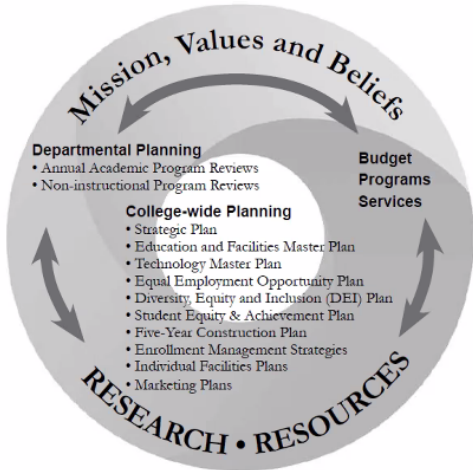 Mission, Values and Beliefs
Departmental Planning
• Annual Academic Program Reviews
• Non-instructional Program Reviews
Budget
Programs
Services
College-wide Planning
• Strategic Plan
• Education and Facilities Master Plan
• Technology Master Plan
• Equal Employment Opportunity Plan
• Diversity, Equity and Inclusion (DEI) Plan
• Student Equity & Achievement Plan
• Five-Year Construction Plan
• Enrollment Management Strategies
• Individual Facilities Plans
• Marketing Plans
RESEARCH • RESOURCES